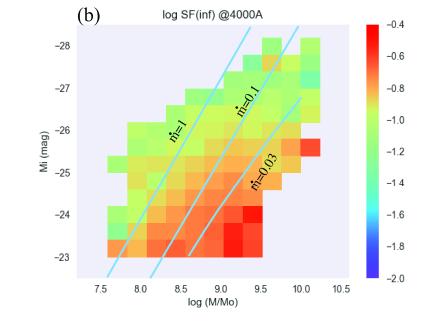 (b)
log SF(inf) @4000A
Mi (mag)
−28
−27
−26
−25
−24
−23
ṁ=1
ṁ=0.1
ṁ=0.03
7.5 8.0 8.5 9.0 9.5 10.0 10.5
log (M/Mo)
−0.4
−0.6
−0.8
−1.0
−1.2
−1.4
−1.6
−1.8
−2.0